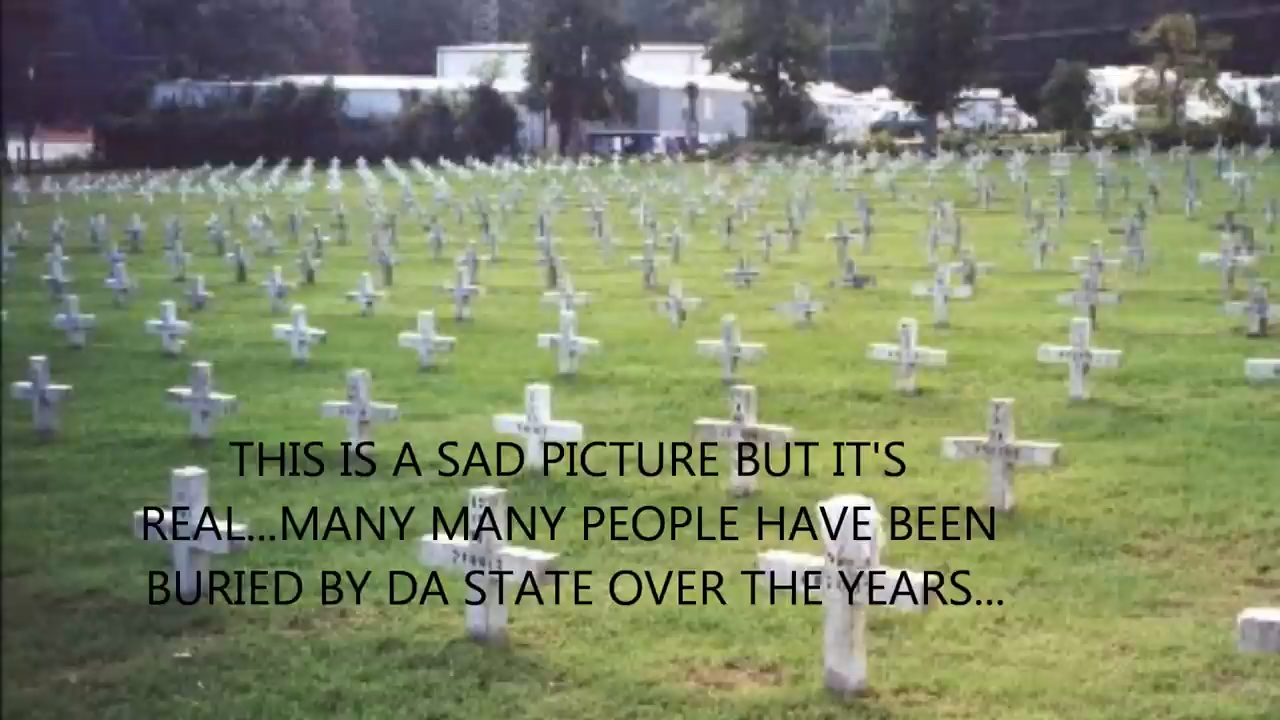 THIS IS A SAD PICTURE BUT IT'S
REAL...MANY MANY PEOPLE HAVE BEEN
BURIED BY DA STATE OVER THE YEARS...